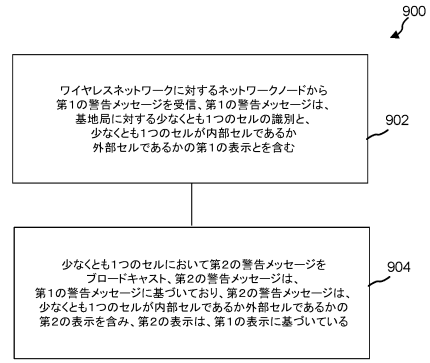 900
ワイヤレスネットワークに対するネットワークノードから
第1の警告メッセージを受信、第1の警告メッセージは、
基地局に対する少なくとも1つのセルの識別と、
少なくとも1つのセルが内部セルであるか
外部セルであるかの第1の表示とを含む
902
少なくとも1つのセルにおいて第2の警告メッセージを
ブロードキャスト、第2の警告メッセージは、
第1の警告メッセージに基づいており、第2の警告メッセージは、
少なくとも1つのセルが内部セルであるか外部セルであるかの
第2の表示を含み、第2の表示は、第1の表示に基づいている
904